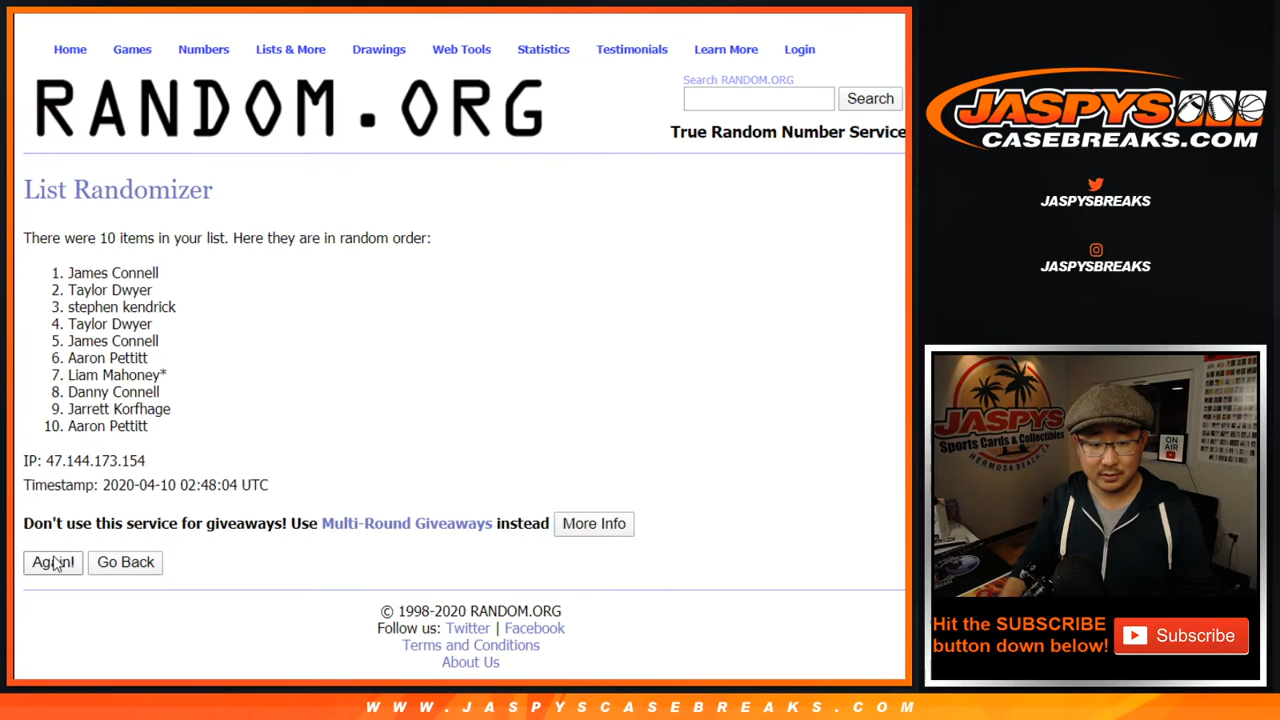 Home Games Numbers Lists & More Drawings Web Tools Statistics Testimonials Learn More Login
RANDOM.ORG
Search RANDOM.ORG
Search
True Random Number Service
List Randomizer
There were 10 items in your list. Here they are in random order:
1. James Connell
2. Taylor Dwyer
3. stephen kendrick
4. Taylor Dwyer
5. James Connell
6. Aaron Pettitt
7. Liam Mahoney*
8. Danny Connell
9. Jarrett Korfhage
10. Aaron Pettitt
IP: 47.144.173.154
Timestamp: 2020-04-10 02:48:04 UTC
Don't use this service for giveaways! Use Multi-Round Giveaways instead More Info
Again! Go Back
© 1998-2020 RANDOM.ORG
Follow us: Twitter | Facebook
Terms and Conditions
About Us
JASPYS
CASEBREAKS.COM
JASPYSBREAKS
JASPYSBREAKS
JASPYS
Sports Cards & Collectibles
HERMOSA BEACH, CA
ON
AIR
Hit the SUBSCRIBE
button down below!
Subscribe
WWW.JASPYSCASEBREAKS.COM